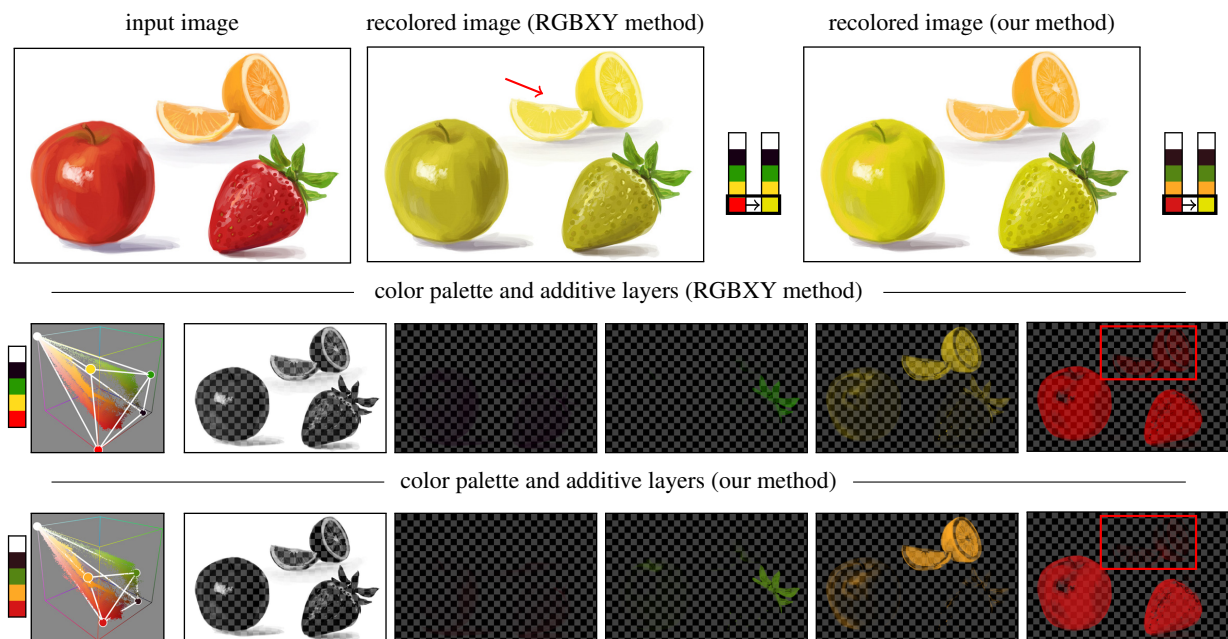 input image
recolored image (RGBXY method)
recolored image (our method)
color palette and additive layers (RGBXY method)
color palette and additive layers (our method)